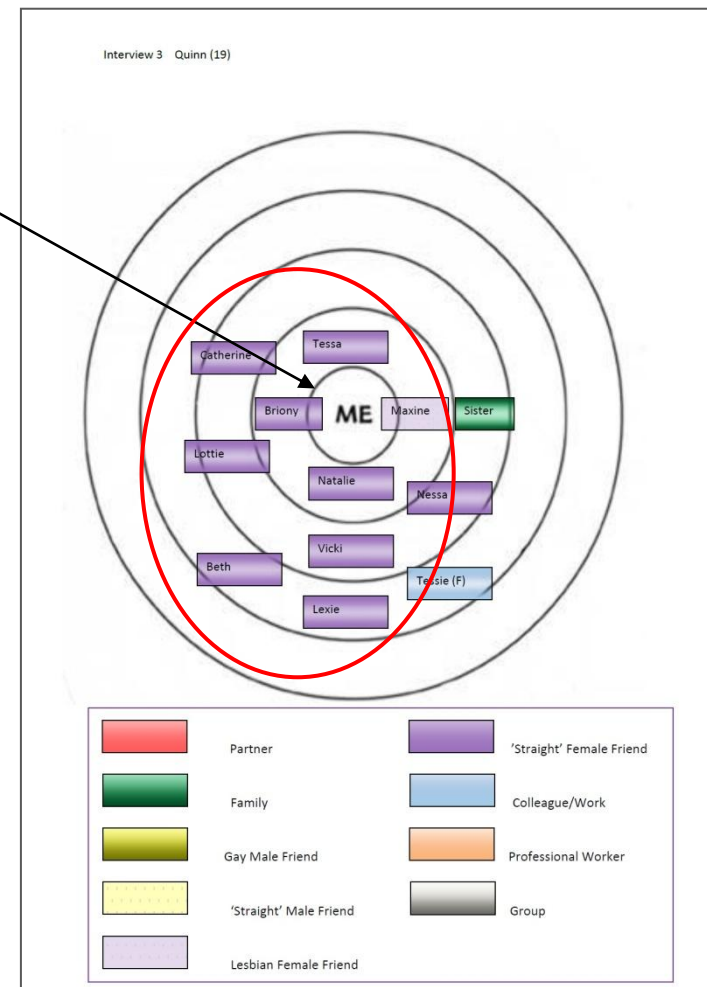 Interview 3 Quinn (19)
Tessa
Catherine
Briony
ME
Maxine
Sister
Lottie
Natalie
Nessa
Vicki
Beth
Tessie (F)
Lexie
Partner
'Straight' Female Friend
Family
Colleague/Work
Gay Male Friend
Professional Worker
'Straight' Male Friend
Group
Lesbian Female Friend